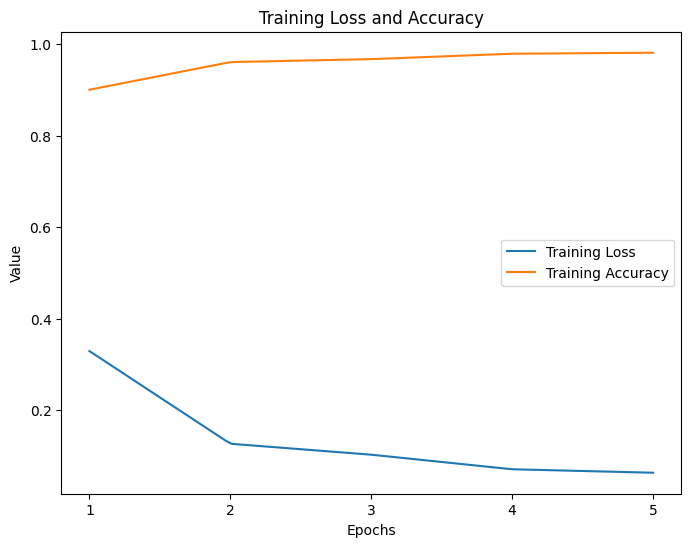 Training Loss and Accuracy
1.0
0.8
0.6
0.4
0.2
Value
Training Loss
Training Accuracy
1 2 3 4 5
Epochs